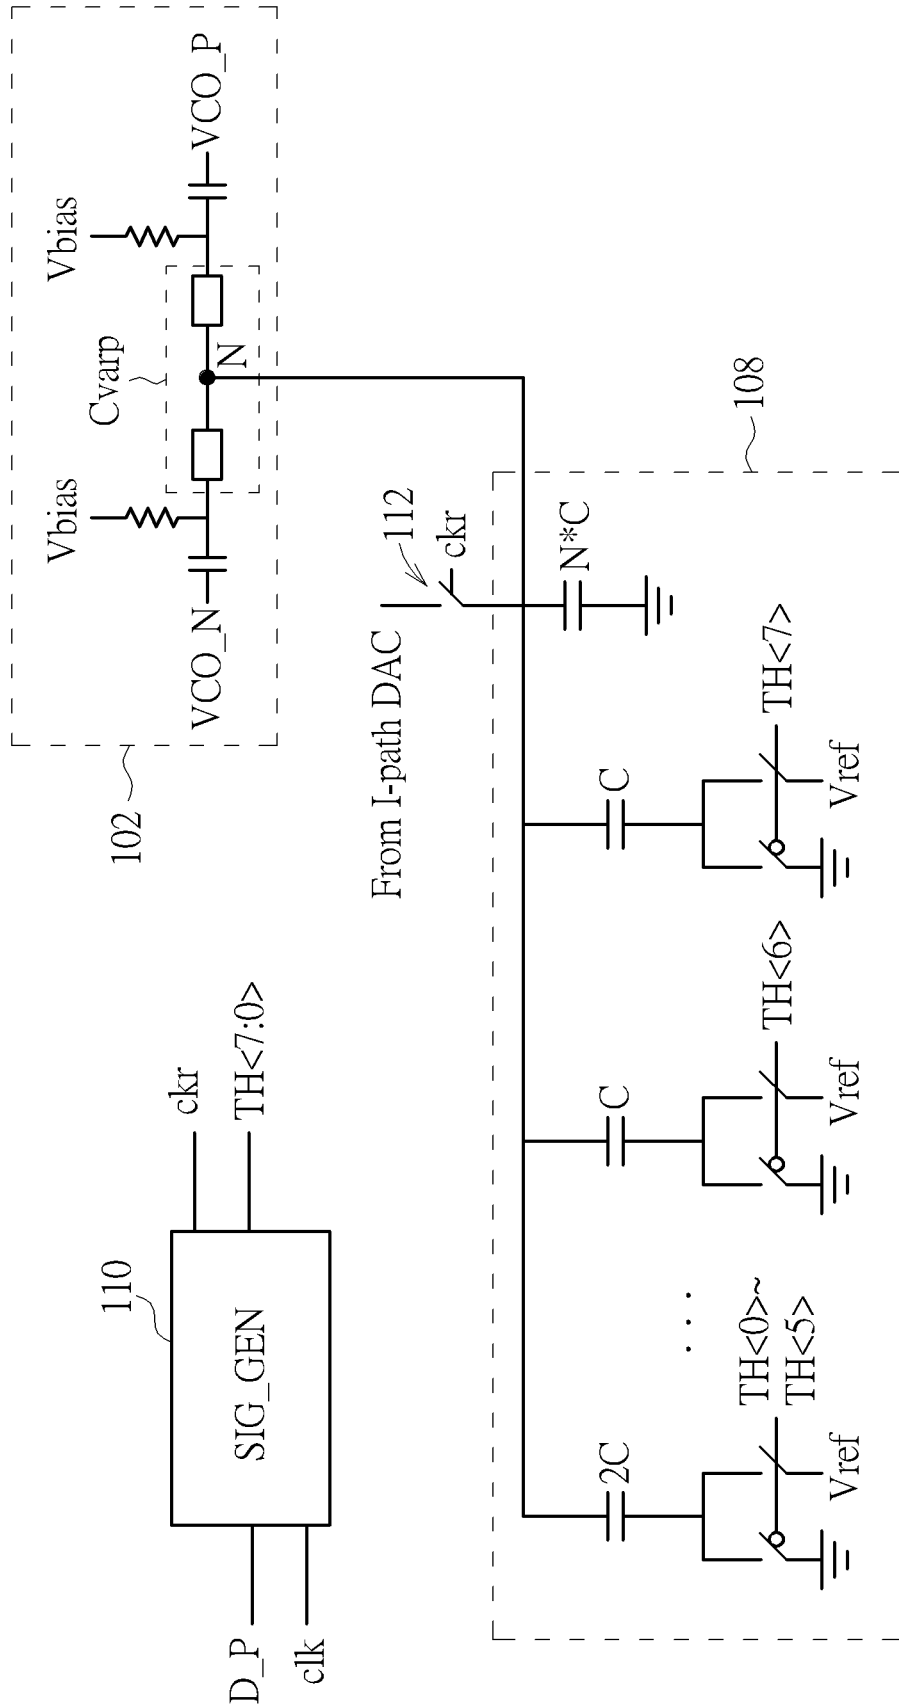 110
D_P
clk
SIG_GEN
ckr
TH<7:0>
102
VCO_N
Vbias
Cvarp
N
Vbias
VCO_P
From I-path DAC
112
ckr
108
2C
C
C
N*C
...
TH<0>~
TH<5>
Vref
TH<6>
Vref
TH<7>
Vref